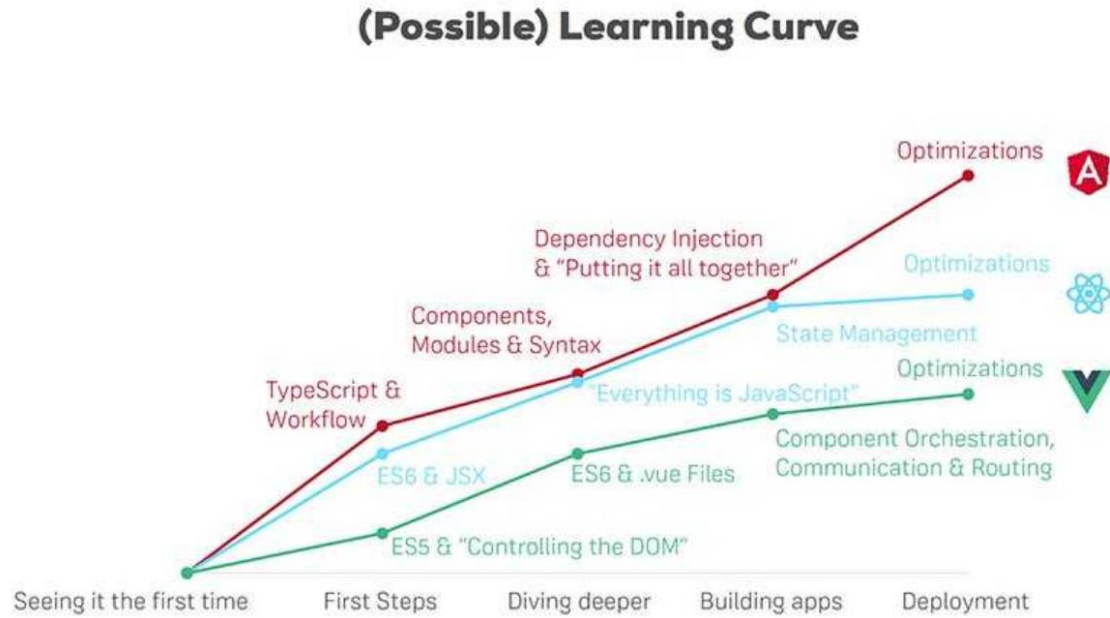 (Possible) Learning Curve
Optimizations
Dependency Injection
& "Putting it all together"
Optimizations
Components,
Modules & Syntax
State Management
Optimizations
TypeScript &
Workflow
"Everything is JavaScript"
Component Orchestration,
Communication & Routing
ES6 & JSX
ES6 & .vue Files
ES5 & "Controlling the DOM"
Seeing it the first time
First Steps
Diving deeper
Building apps
Deployment
A